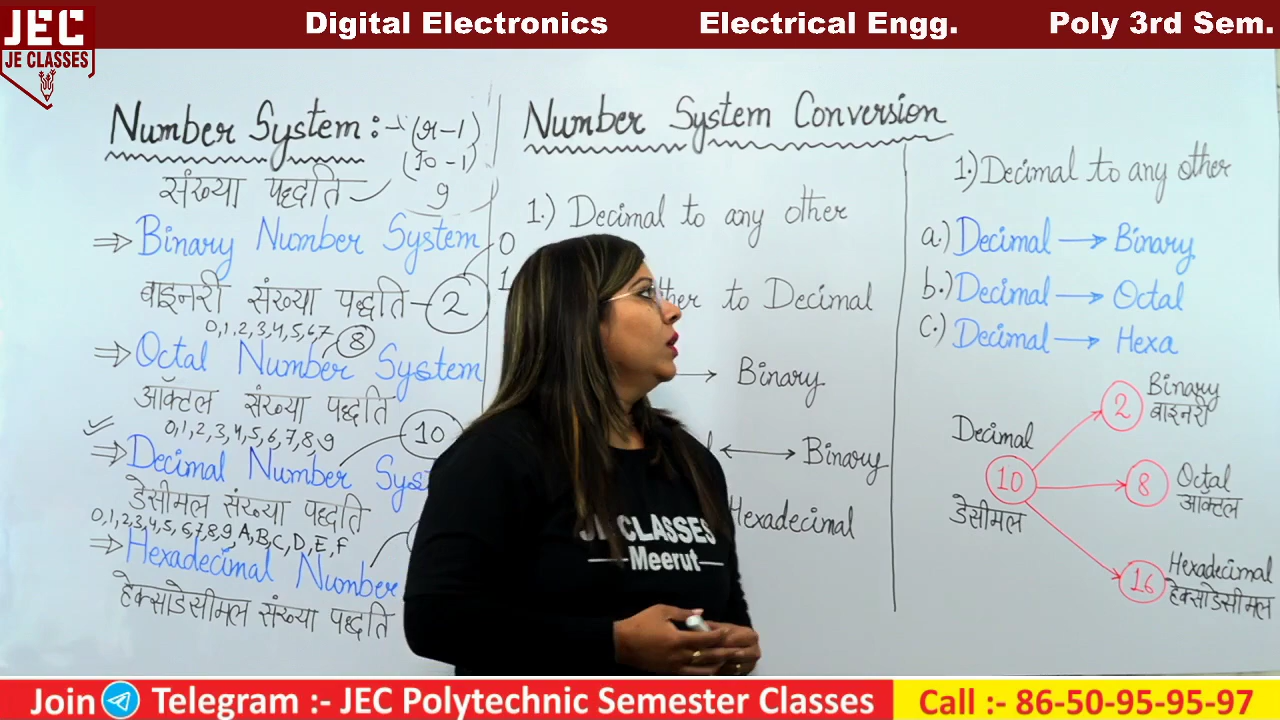 JEC
JE CLASSES
Digital Electronics
Electrical Engg.
Poly 3rd Sem.
Number System :-
(r-1)
(10-1)
9
संख्या पद्धति
⇒ Binary Number System
0
1
बाइनरी संख्या पद्धति
2
0,1,2,3,4,5,6,7
8
⇒ Octal Number System
ऑक्टल संख्या पद्धति
0,1,2,3,4,5,6,7,8,9
10
⇒ Decimal Number Syst
डेसीमल संख्या पद्धति
0,1,2,3,4,5,6,7,8,9,A,B,C,D,E,F
⇒ Hexadecimal Number
हेक्साडेसीमल संख्या पद्धति
Number System Conversion
1.) Decimal to any other
ther to Decimal
→ Binary
↔ Binary
Hexadecimal
1.) Decimal to any other
a.) Decimal → Binary
b.) Decimal → Octal
c.) Decimal → Hexa
Decimal
10
डेसीमल
2
Binary
बाइनरी
8
Octal
ऑक्टल
16
Hexadecimal
हेक्साडेसीमल
JE CLASSES
Meerut
Join Telegram :- JEC Polytechnic Semester Classes
Call :- 86-50-95-95-97